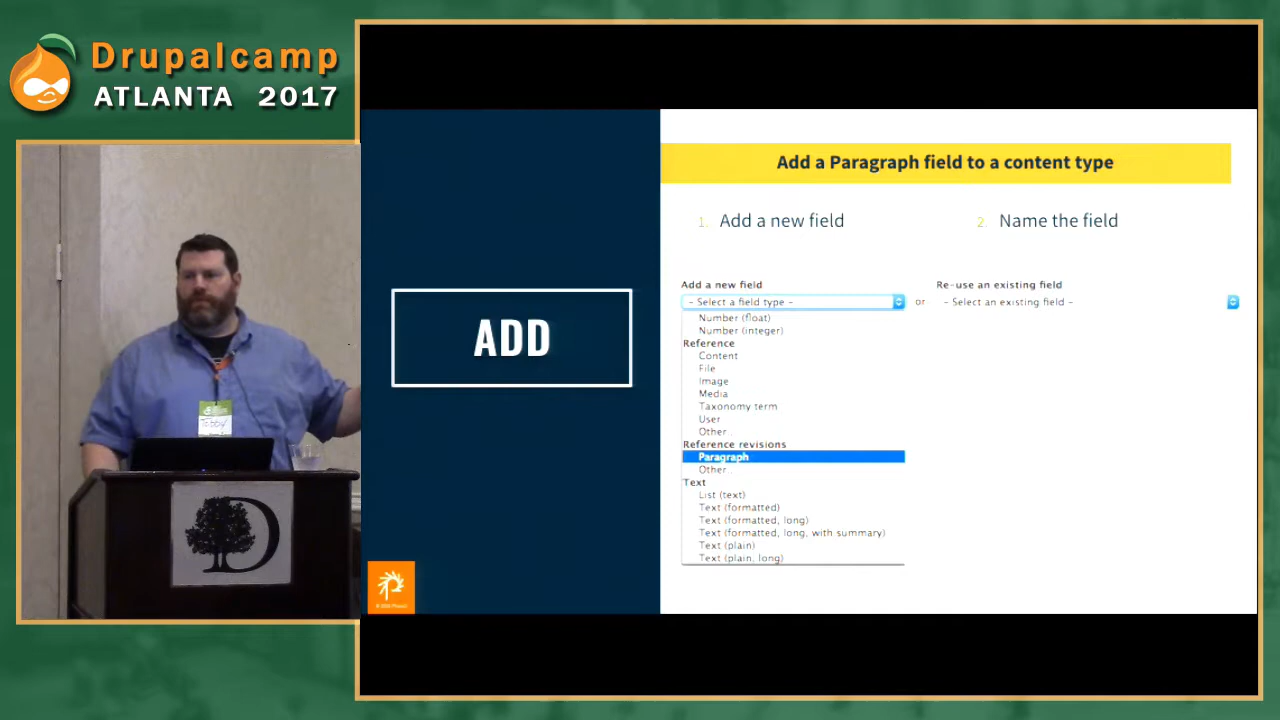 Drupalcamp
ATLANTA 2017
Add a Paragraph field to a content type
1. Add a new field
2. Name the field
Add a new field
Re-use an existing field
- Select a field type -
or
- Select an existing field -
Number (float)
Number (integer)
Reference
Content
File
Image
Media
Taxonomy term
User
Other...
Reference revisions
Paragraph
Other...
Text
List (text)
Text (formatted)
Text (formatted, long)
Text (formatted, long, with summary)
Text (plain)
Text (plain, long)
ADD
D